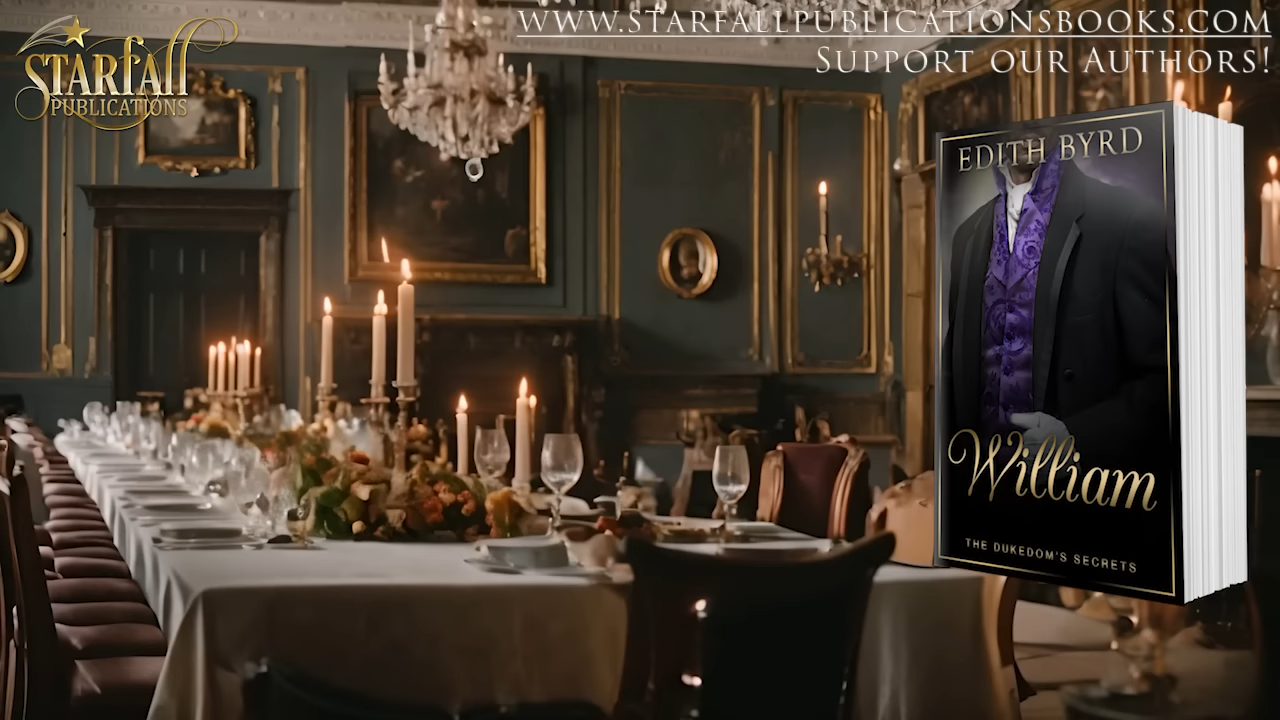 STARfall
PUBLICATIONS
WWW.STARFALLPUBLICATIONSBOOKS.COM
SUPPORT OUR AUTHORS!
EDITH BYRD
William
THE DUKEDOM'S SECRETS